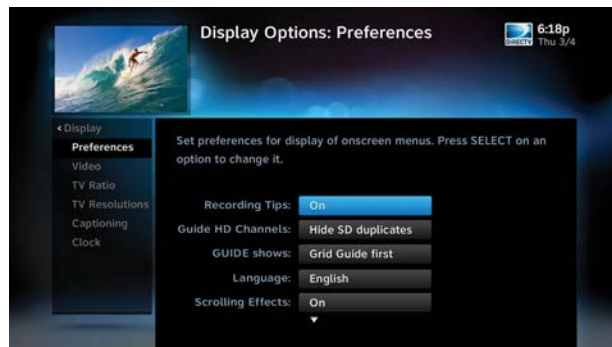 Display Options: Preferences
DIRECTV
6:18p
Thu 3/4
< Display
Preferences
Video
TV Ratio
TV Resolutions
Captioning
Clock
Set preferences for display of onscreen menus. Press SELECT on an
option to change it.
Recording Tips: On
Guide HD Channels: Hide SD duplicates
GUIDE shows: Grid Guide first
Language: English
Scrolling Effects: On